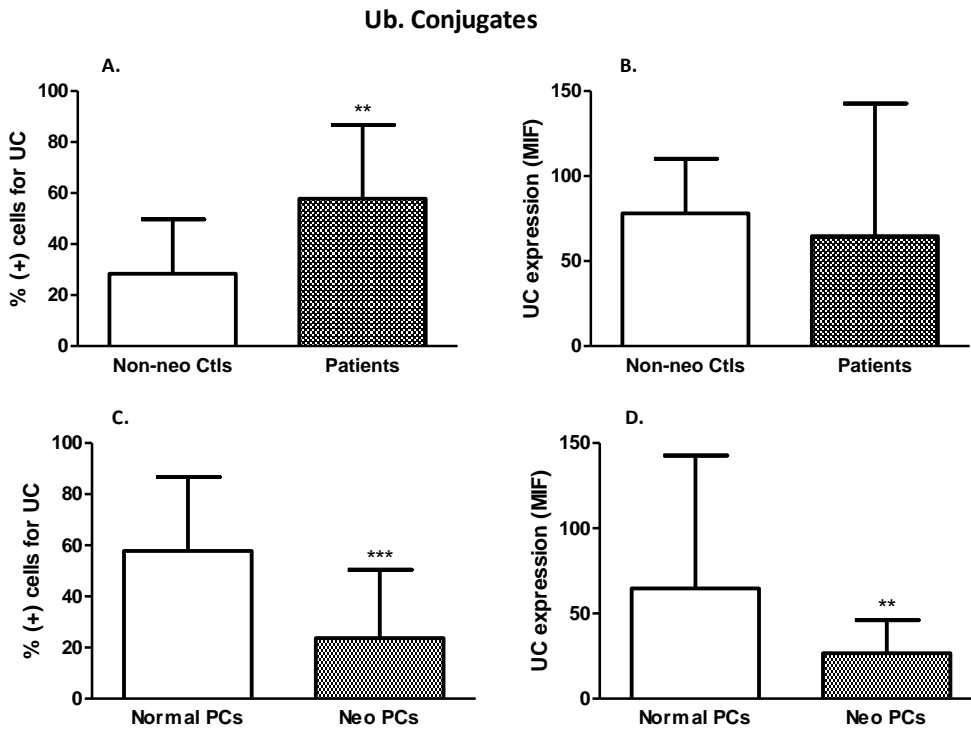 Ub. Conjugates
A.
% (+) cells for UC
100
80
60
40
20
0
**
Non-neo Ctls
Patients
B.
UC expression (MIF)
150
100
50
0
Non-neo Ctls
Patients
C.
% (+) cells for UC
100
80
60
40
20
0
***
Normal PCs
Neo PCs
D.
UC expression (MIF)
150
100
50
0
**
Normal PCs
Neo PCs